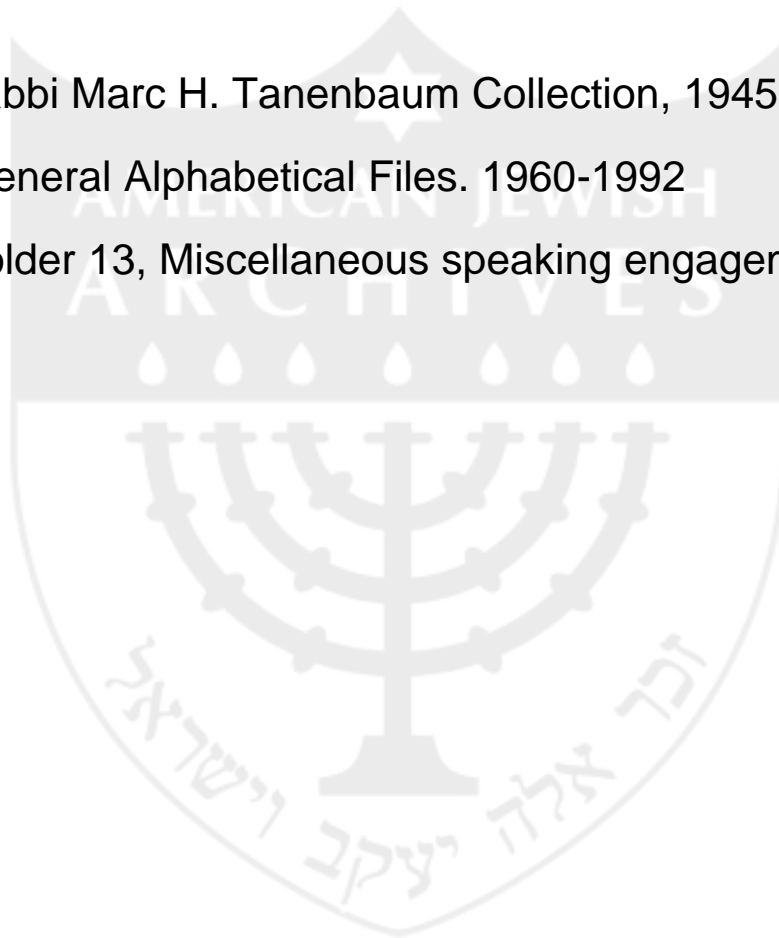 bbi Marc H. Tanenbaum Collection, 1945
eneral Alphabetical Files. 1960-1992
AMERICAN JEWISH
older 13, Miscellaneous speaking engager
ARCHIVES
זכר אלה יעקב וישראל